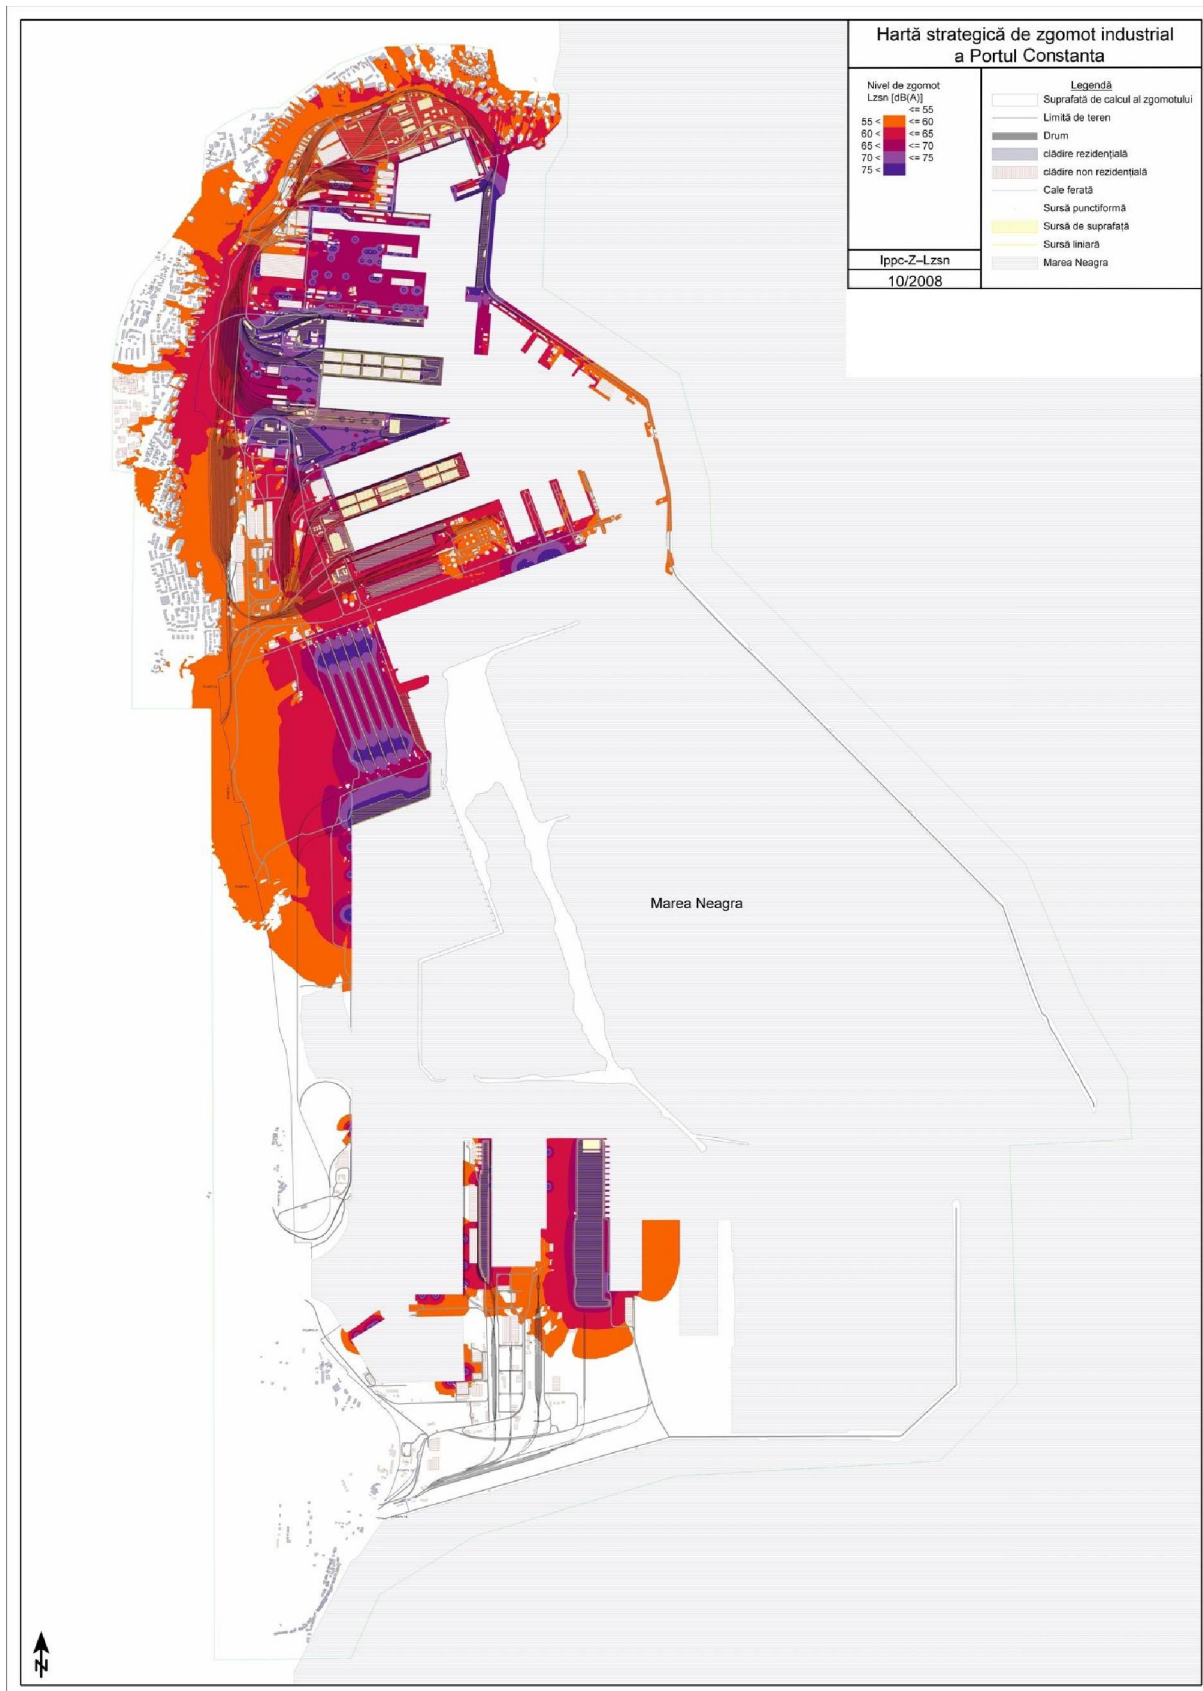 Hartă strategică de zgomot industrial
a Portul Constanta
Nivel de zgomot
Lzsn [dB(A)]
<= 55
55 < <= 60
60 < <= 65
65 < <= 70
70 < <= 75
75 <
Ippc-Z–Lzsn
10/2008
Legendă
Suprafată de calcul al zgomotului
Limită de teren
Drum
clădire rezidențială
clădire non rezidențială
Cale ferată
Sursă punctiformă
Sursă de suprafață
Sursă liniară
Marea Neagra
Marea Neagra
N